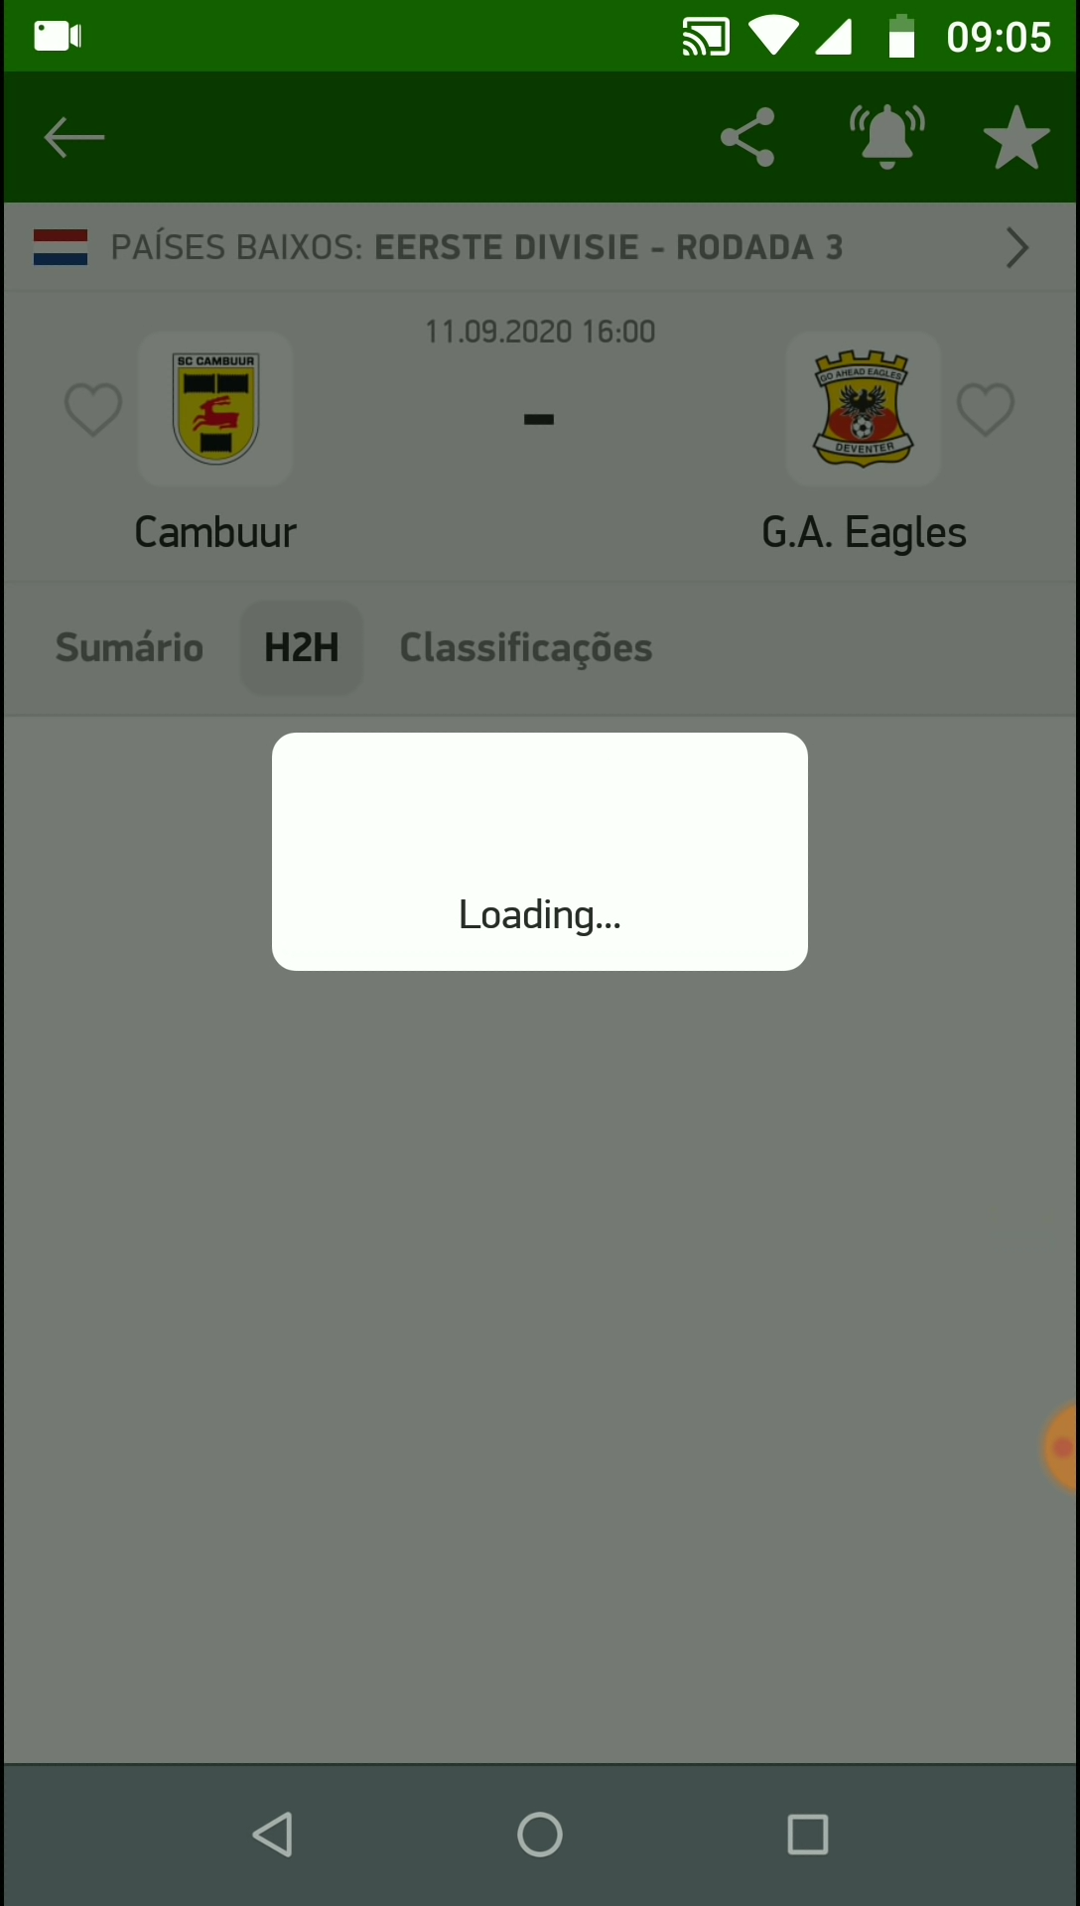 09:05
PAÍSES BAIXOS: EERSTE DIVISIE - RODADA 3
11.09.2020 16:00
SC CAMBUUR
GO AHEAD EAGLES
DEVENTER
-
Cambuur
G.A. Eagles
Sumário
H2H
Classificações
Loading...